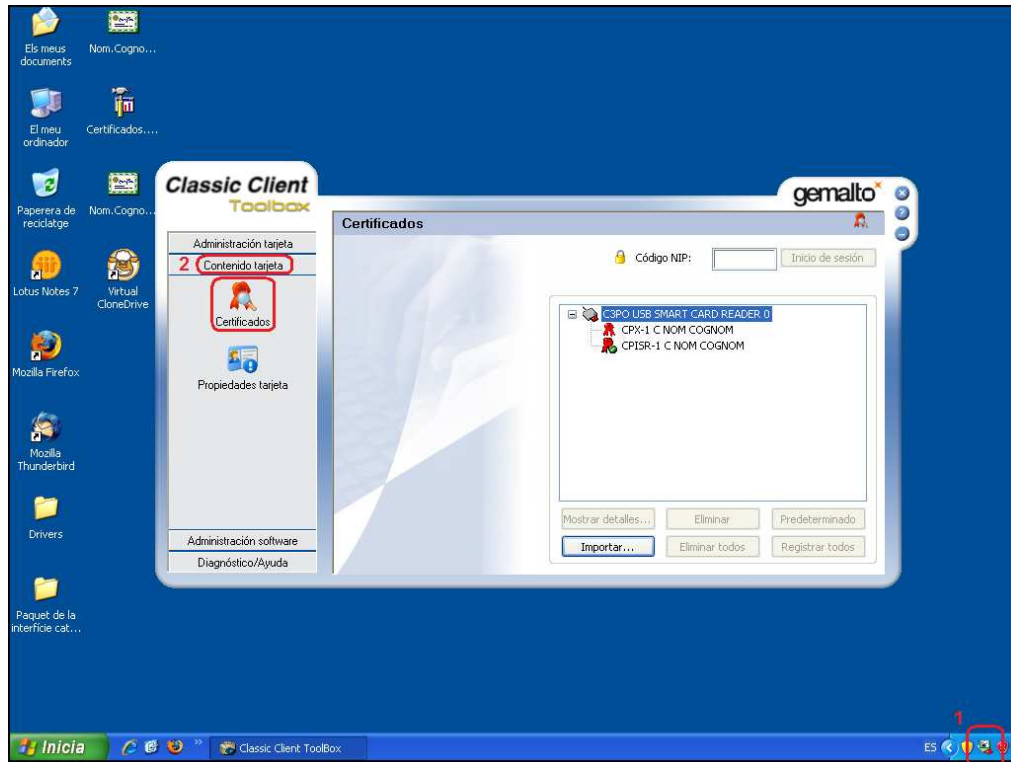 Els meus
documents
Nom.Cogno...
El meu
ordinador
Certificados....
Paperera de
reciclatge
Nom.Cogno...
Lotus Notes 7
Virtual
CloneDrive
Mozilla Firefox
Mozilla
Thunderbird
Drivers
Paquet de la
interfície cat...
Classic Client
Toolbox
gemalto
Administración tarjeta
2 Contenido tarjeta
Certificados
Propiedades tarjeta
Administración software
Diagnóstico/Ayuda
Certificados
Código NIP:
Inicio de sesión
C3PO USB SMART CARD READER 0
CPX-1 C NOM COGNOM
CPISR-1 C NOM COGNOM
Mostrar detalles...
Eliminar
Predeterminado
Importar...
Eliminar todos
Registrar todos
1
Inicia
Classic Client ToolBox
ES